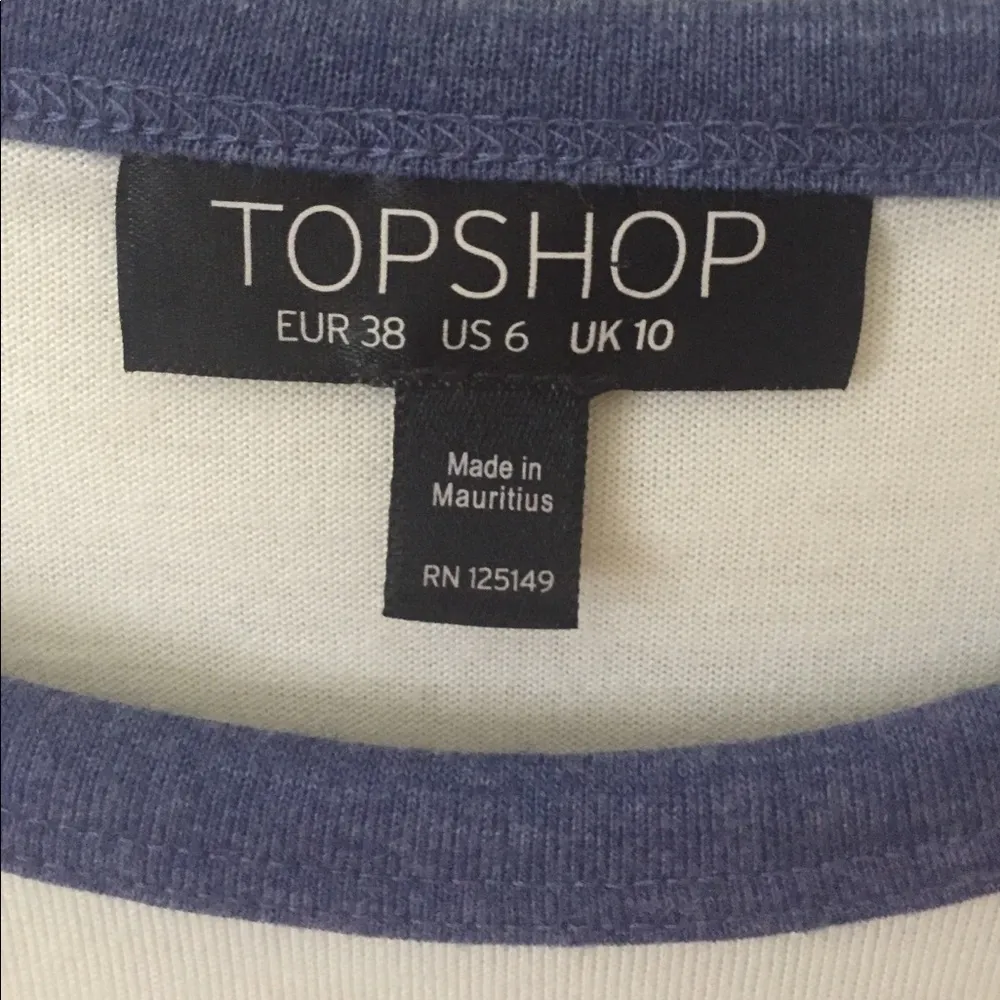 TOPSHOP
EUR 38 US 6 UK 10
Made in
Mauritius
RN 125149